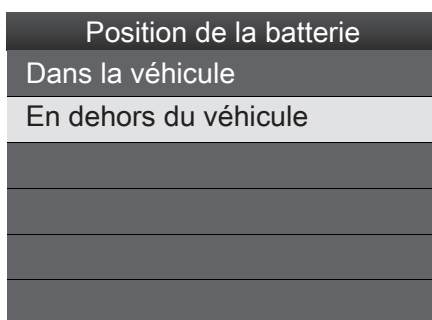 Position de la batterie
Dans la véhicule
En dehors du véhicule